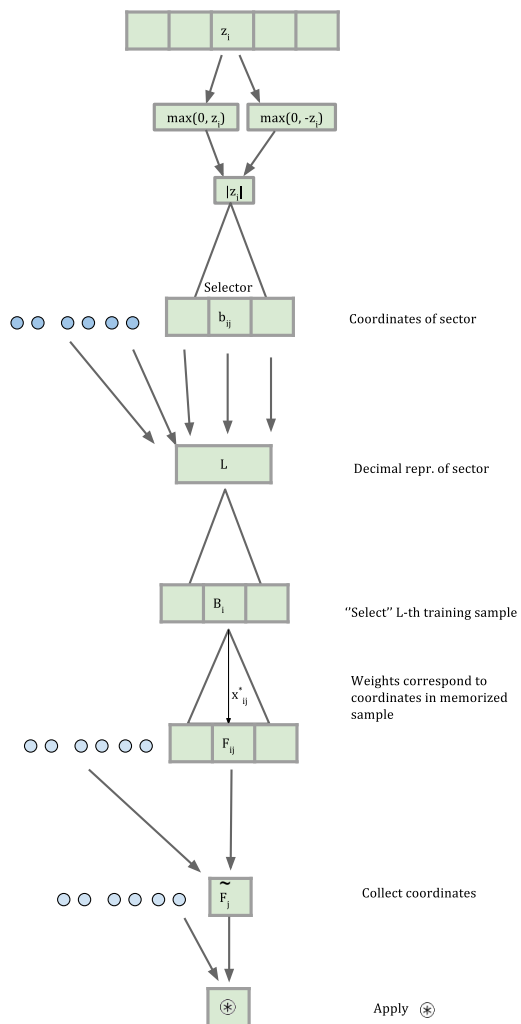 z_i
max(0, z_i) max(0, -z_i)
|z_i|
Selector
b_ij
Coordinates of sector
L
Decimal repr. of sector
B_i
‘‘Select’’ L-th training sample
x*_ij
Weights correspond to
coordinates in memorized
sample
F_ij
F̃_j
Collect coordinates
⊛
Apply ⊛